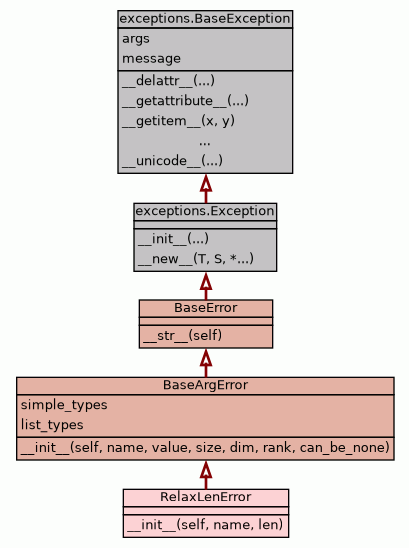 exceptions.BaseException
args
message
__delattr__(...)
__getattribute__(...)
__getitem__(x, y)
...
__unicode__(...)
exceptions.Exception
__init__(...)
__new__(T, S, *...)
BaseError
__str__(self)
BaseArgError
simple_types
list_types
__init__(self, name, value, size, dim, rank, can_be_none)
RelaxLenError
__init__(self, name, len)